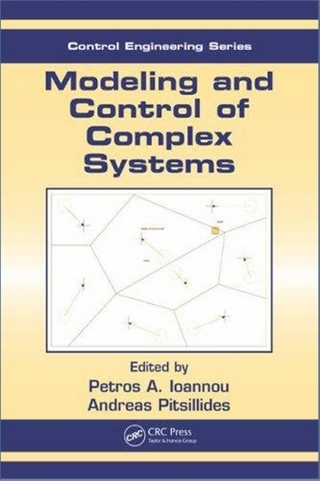 Control Engineering Series
Modeling and
Control of
Complex
Systems
Edited by
Petros A. Ioannou
Andreas Pitsillides
CRC
CRC Press
Taylor & Francis Group